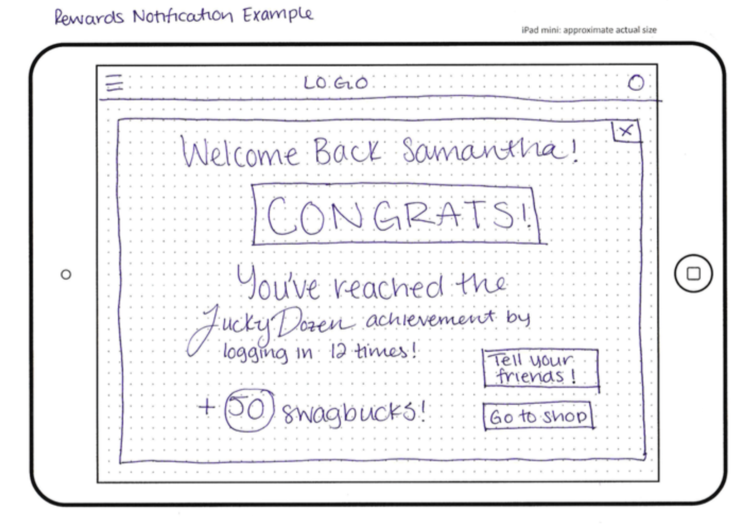 Rewards Notification Example
iPad mini: approximate actual size
LOGO
X
Welcome Back Samantha!
CONGRATS!
You've reached the
Lucky Dozen achievement by
logging in 12 times!
Tell your
friends!
+ 50 swagbucks!
Go to shop